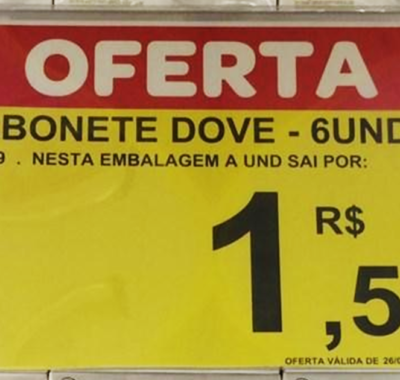 OFERTA
BONETE DOVE - 6UND
9 . NESTA EMBALAGEM A UND SAI POR:
R$
1,5
OFERTA VÁLIDA DE 26/0